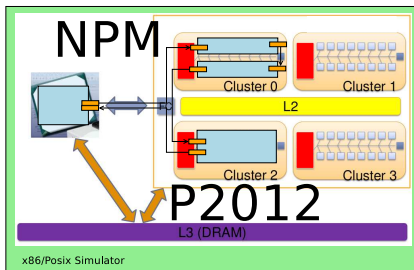 NPM
Cluster 0
Cluster 1
FC
L2
Cluster 2
Cluster 3
P2012
L3 (DRAM)
x86/Posix Simulator